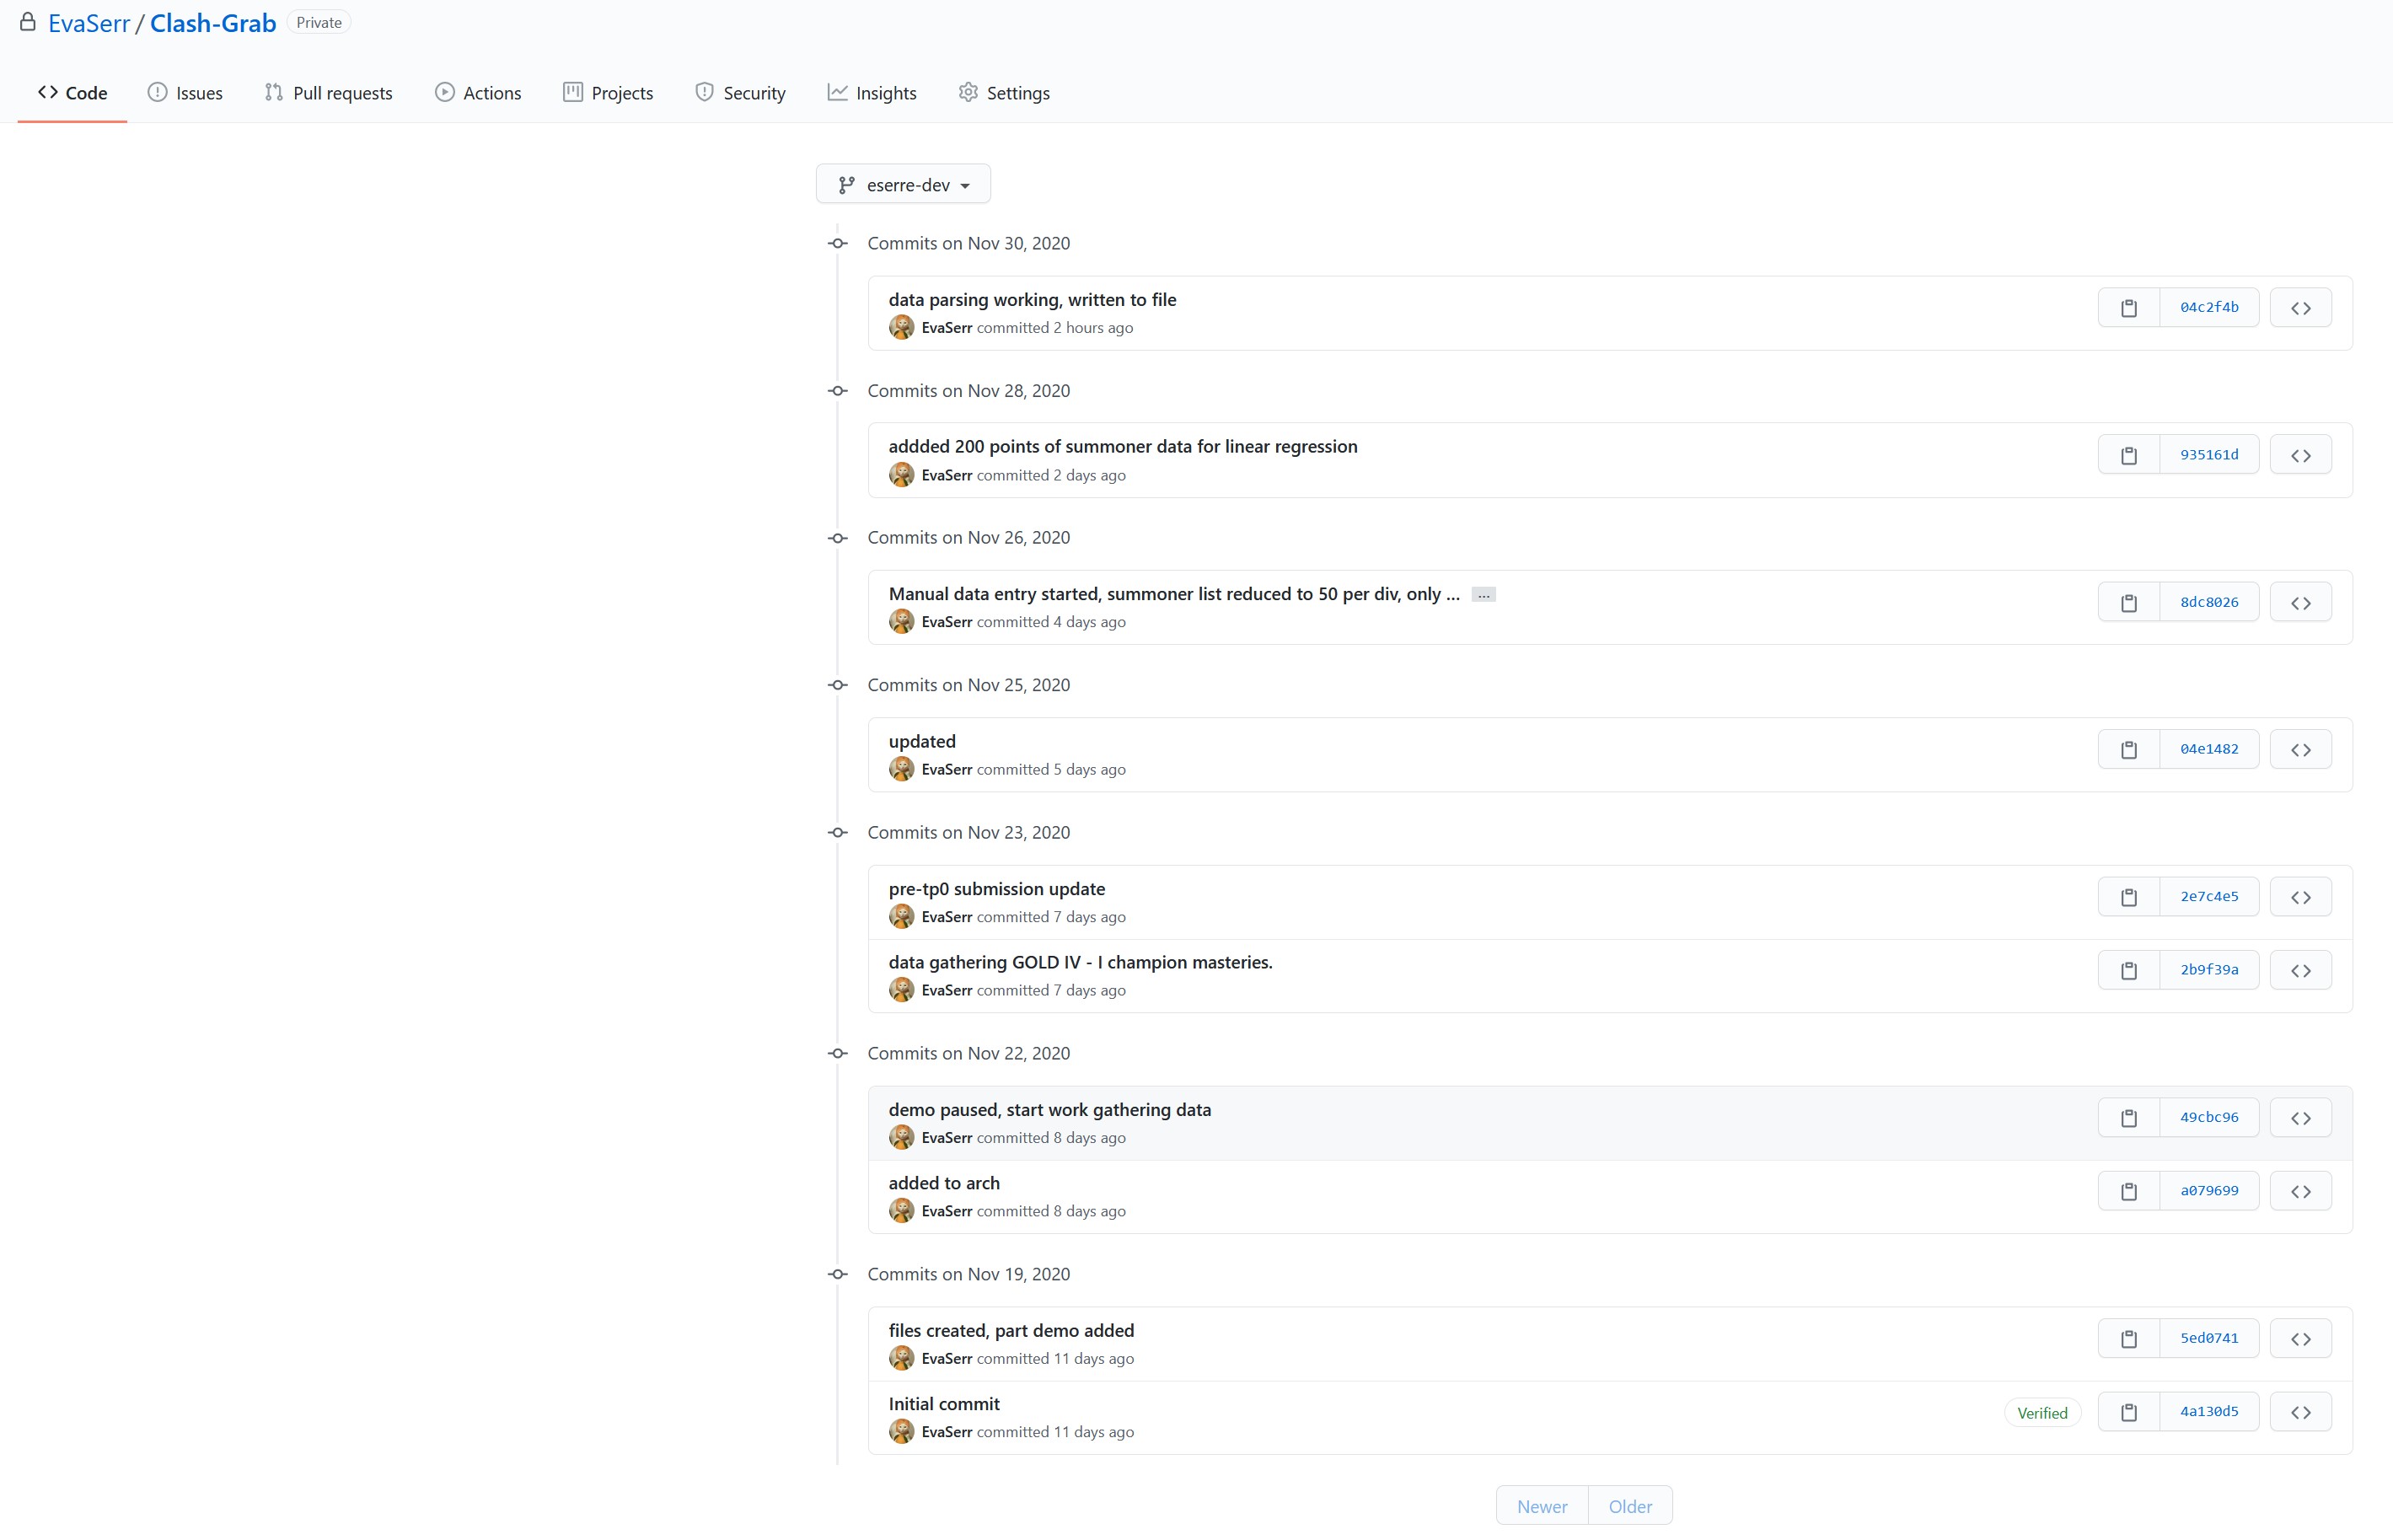 EvaSerr / Clash-Grab Private
Code Issues Pull requests Actions Projects Security Insights Settings
eserre-dev
Commits on Nov 30, 2020
data parsing working, written to file
EvaSerr committed 2 hours ago
04c2f4b
Commits on Nov 28, 2020
addded 200 points of summoner data for linear regression
EvaSerr committed 2 days ago
935161d
Commits on Nov 26, 2020
Manual data entry started, summoner list reduced to 50 per div, only ... ...
EvaSerr committed 4 days ago
8dc8026
Commits on Nov 25, 2020
updated
EvaSerr committed 5 days ago
04e1482
Commits on Nov 23, 2020
pre-tp0 submission update
EvaSerr committed 7 days ago
2e7c4e5
data gathering GOLD IV - I champion masteries.
EvaSerr committed 7 days ago
2b9f39a
Commits on Nov 22, 2020
demo paused, start work gathering data
EvaSerr committed 8 days ago
49cbc96
added to arch
EvaSerr committed 8 days ago
a079699
Commits on Nov 19, 2020
files created, part demo added
EvaSerr committed 11 days ago
5ed0741
Initial commit
EvaSerr committed 11 days ago
Verified
4a130d5
Newer Older